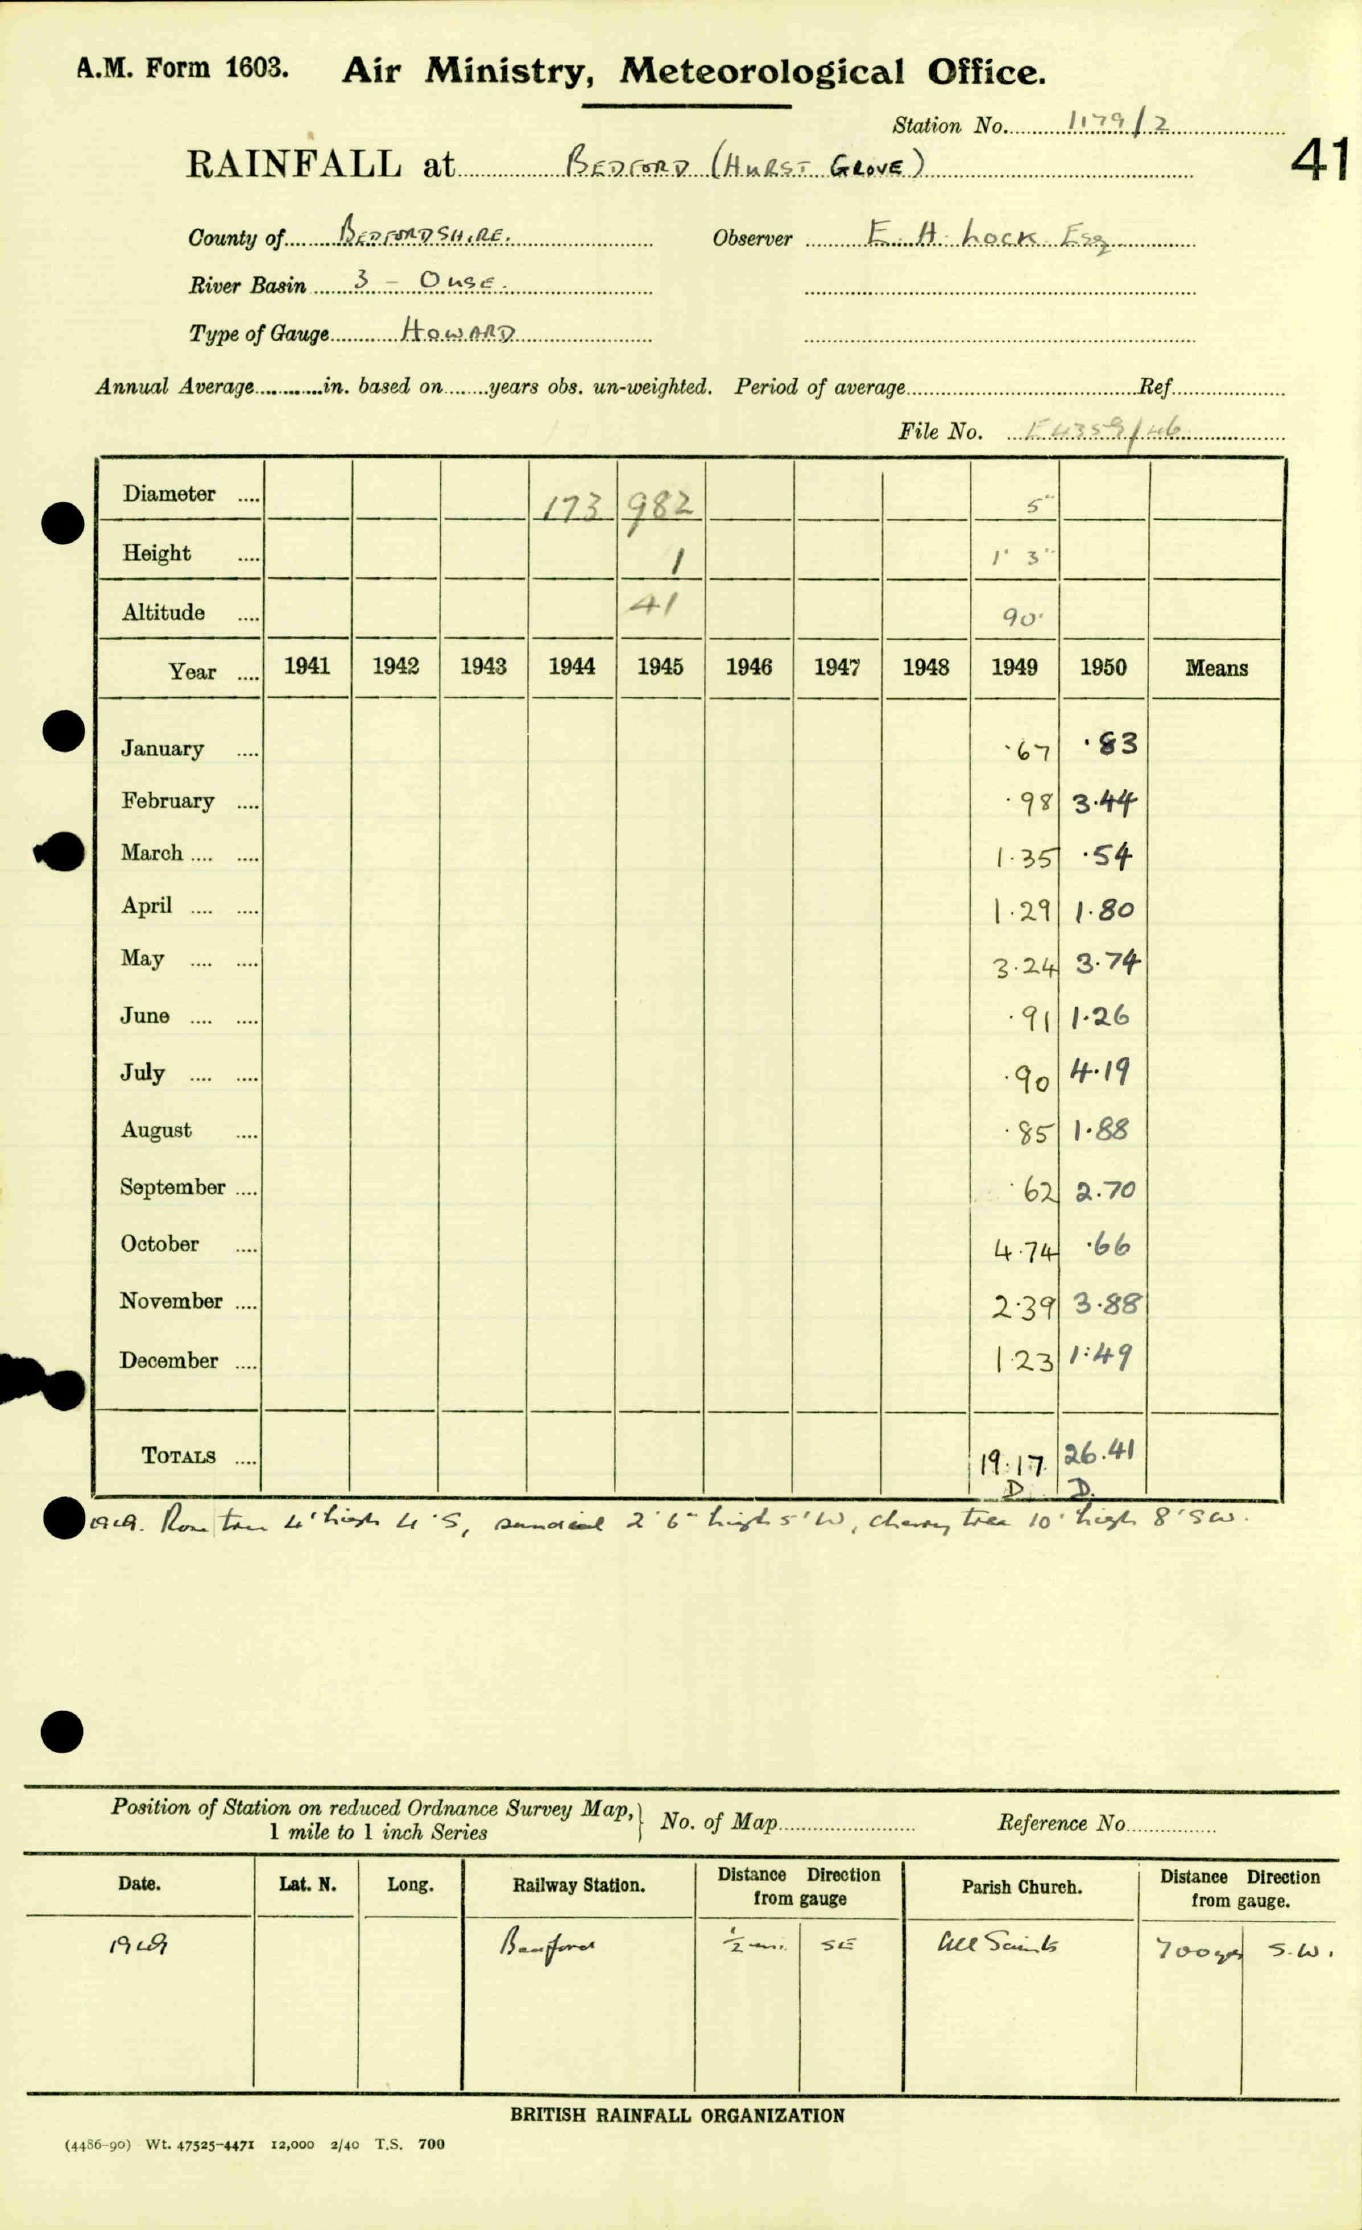 A.M. Form 1603. Air Ministry, Meteorological Office.
Station No. 1179/2
41
RAINFALL at BEDFORD (HURST GROVE)
County of BEDFORDSHIRE. Observer E. H. LOCK Esq
River Basin 3 - OUSE.
Type of Gauge HOWARD
Annual Average in. based on years obs. un-weighted. Period of average Ref
File No. E4359/46
Diameter 173 982 5"
Height 1 1' 3"
Altitude 41 90'
Year 1941 1942 1943 1944 1945 1946 1947 1948 1949 1950 Means
January ·67 ·83
February ·98 3·44
March 1·35 ·54
April 1·29 1·80
May 3·24 3·74
June ·91 1·26
July ·90 4·19
August ·85 1·88
September ·62 2.70
October 4·74 ·66
November 2·39 3·88
December 1·23 1·49
TOTALS 19.17 26.41
D D.
1949. Rose tree 4' high 4'S, sundial 2'6" high 5'W, cherry tree 10' high 8'SW.
Position of Station on reduced Ordnance Survey Map, No. of Map Reference No
1 mile to 1 inch Series
Date. Lat. N. Long. Railway Station. Distance Direction from gauge Parish Church. Distance Direction from gauge.
1949 Bedford ½ mi. SE All Saints 700 yds S.W.
BRITISH RAINFALL ORGANIZATION
(4486-90) Wt. 47525-4471 12,000 2/40 T.S. 700